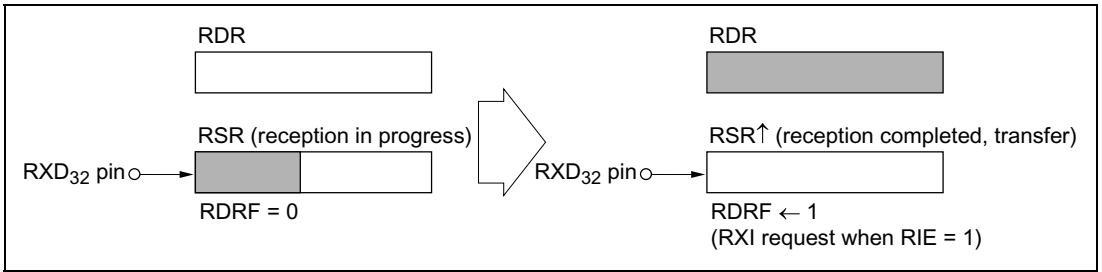 RDR
RSR (reception in progress)
RXD32 pin
RDRF = 0
RDR
RSR↑ (reception completed, transfer)
RXD32 pin
RDRF ← 1
(RXI request when RIE = 1)